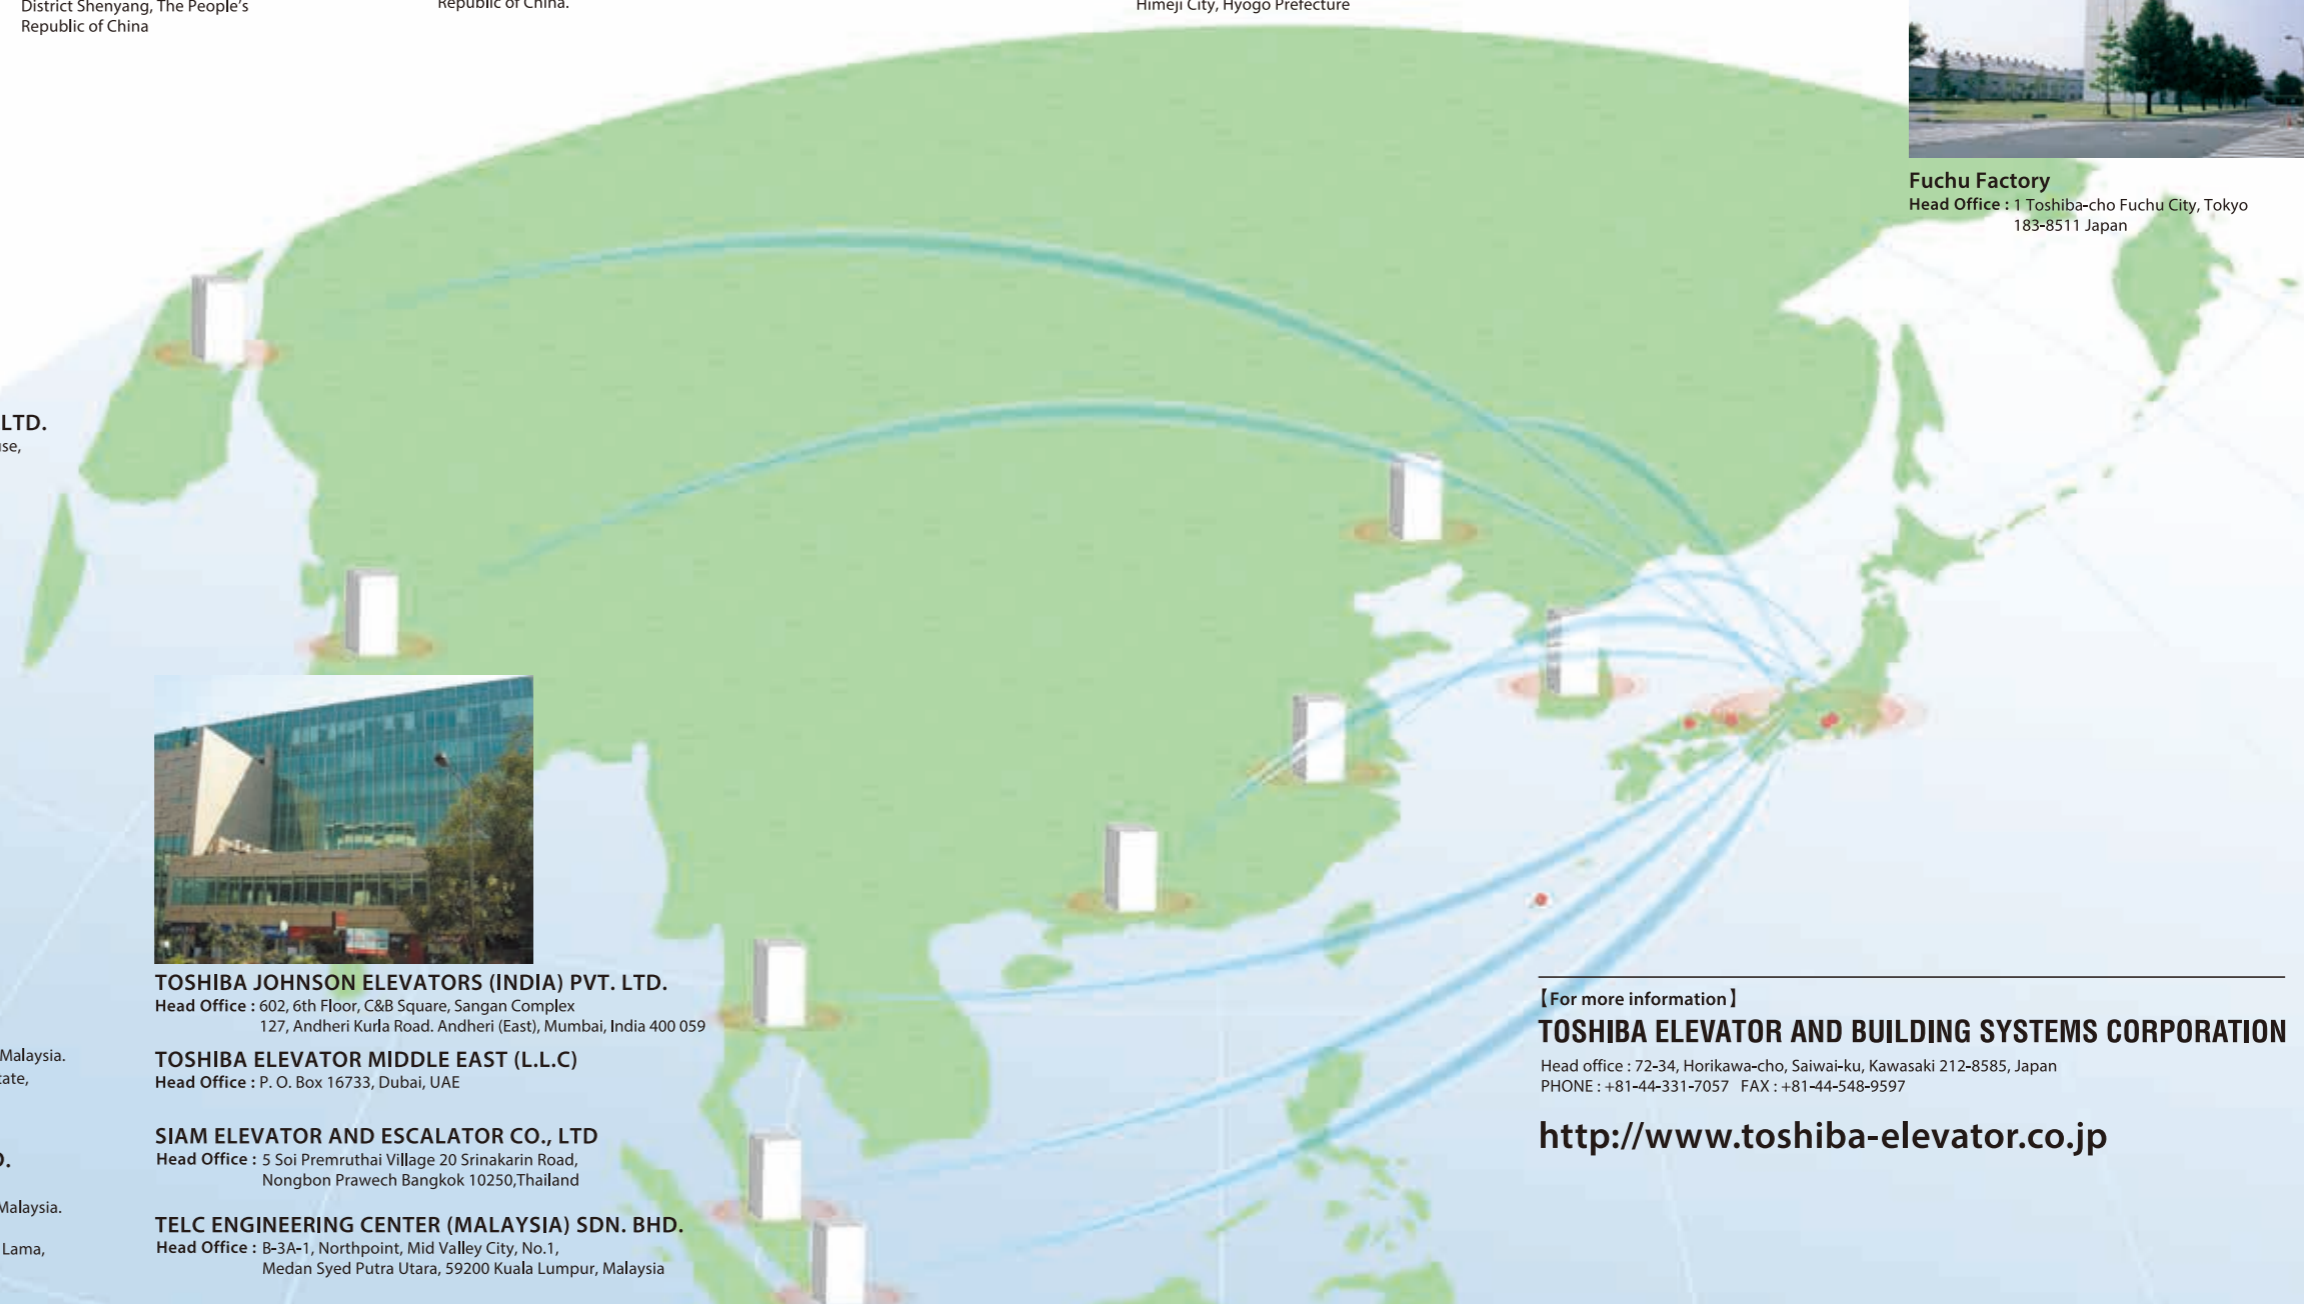 District Shenyang, The People's
Republic of China
Republic of China.
Himeji City, Hyogo Prefecture
Fuchu Factory
Head Office : 1 Toshiba-cho Fuchu City, Tokyo
183-8511 Japan
LTD.
Malaysia.
Malaysia.
Lama,
TOSHIBA JOHNSON ELEVATORS (INDIA) PVT. LTD.
Head Office : 602, 6th Floor, C&B Square, Sangan Complex
127, Andheri Kurla Road. Andheri (East), Mumbai, India 400 059
TOSHIBA ELEVATOR MIDDLE EAST (L.L.C)
Head Office : P. O. Box 16733, Dubai, UAE
SIAM ELEVATOR AND ESCALATOR CO., LTD
Head Office : 5 Soi Premruthai Village 20 Srinakarin Road,
Nongbon Prawech Bangkok 10250,Thailand
TELC ENGINEERING CENTER (MALAYSIA) SDN. BHD.
Head Office : B-3A-1, Northpoint, Mid Valley City, No.1,
Medan Syed Putra Utara, 59200 Kuala Lumpur, Malaysia
【For more information】
TOSHIBA ELEVATOR AND BUILDING SYSTEMS CORPORATION
Head office : 72-34, Horikawa-cho, Saiwai-ku, Kawasaki 212-8585, Japan
PHONE : +81-44-331-7057 FAX : +81-44-548-9597
http://www.toshiba-elevator.co.jp